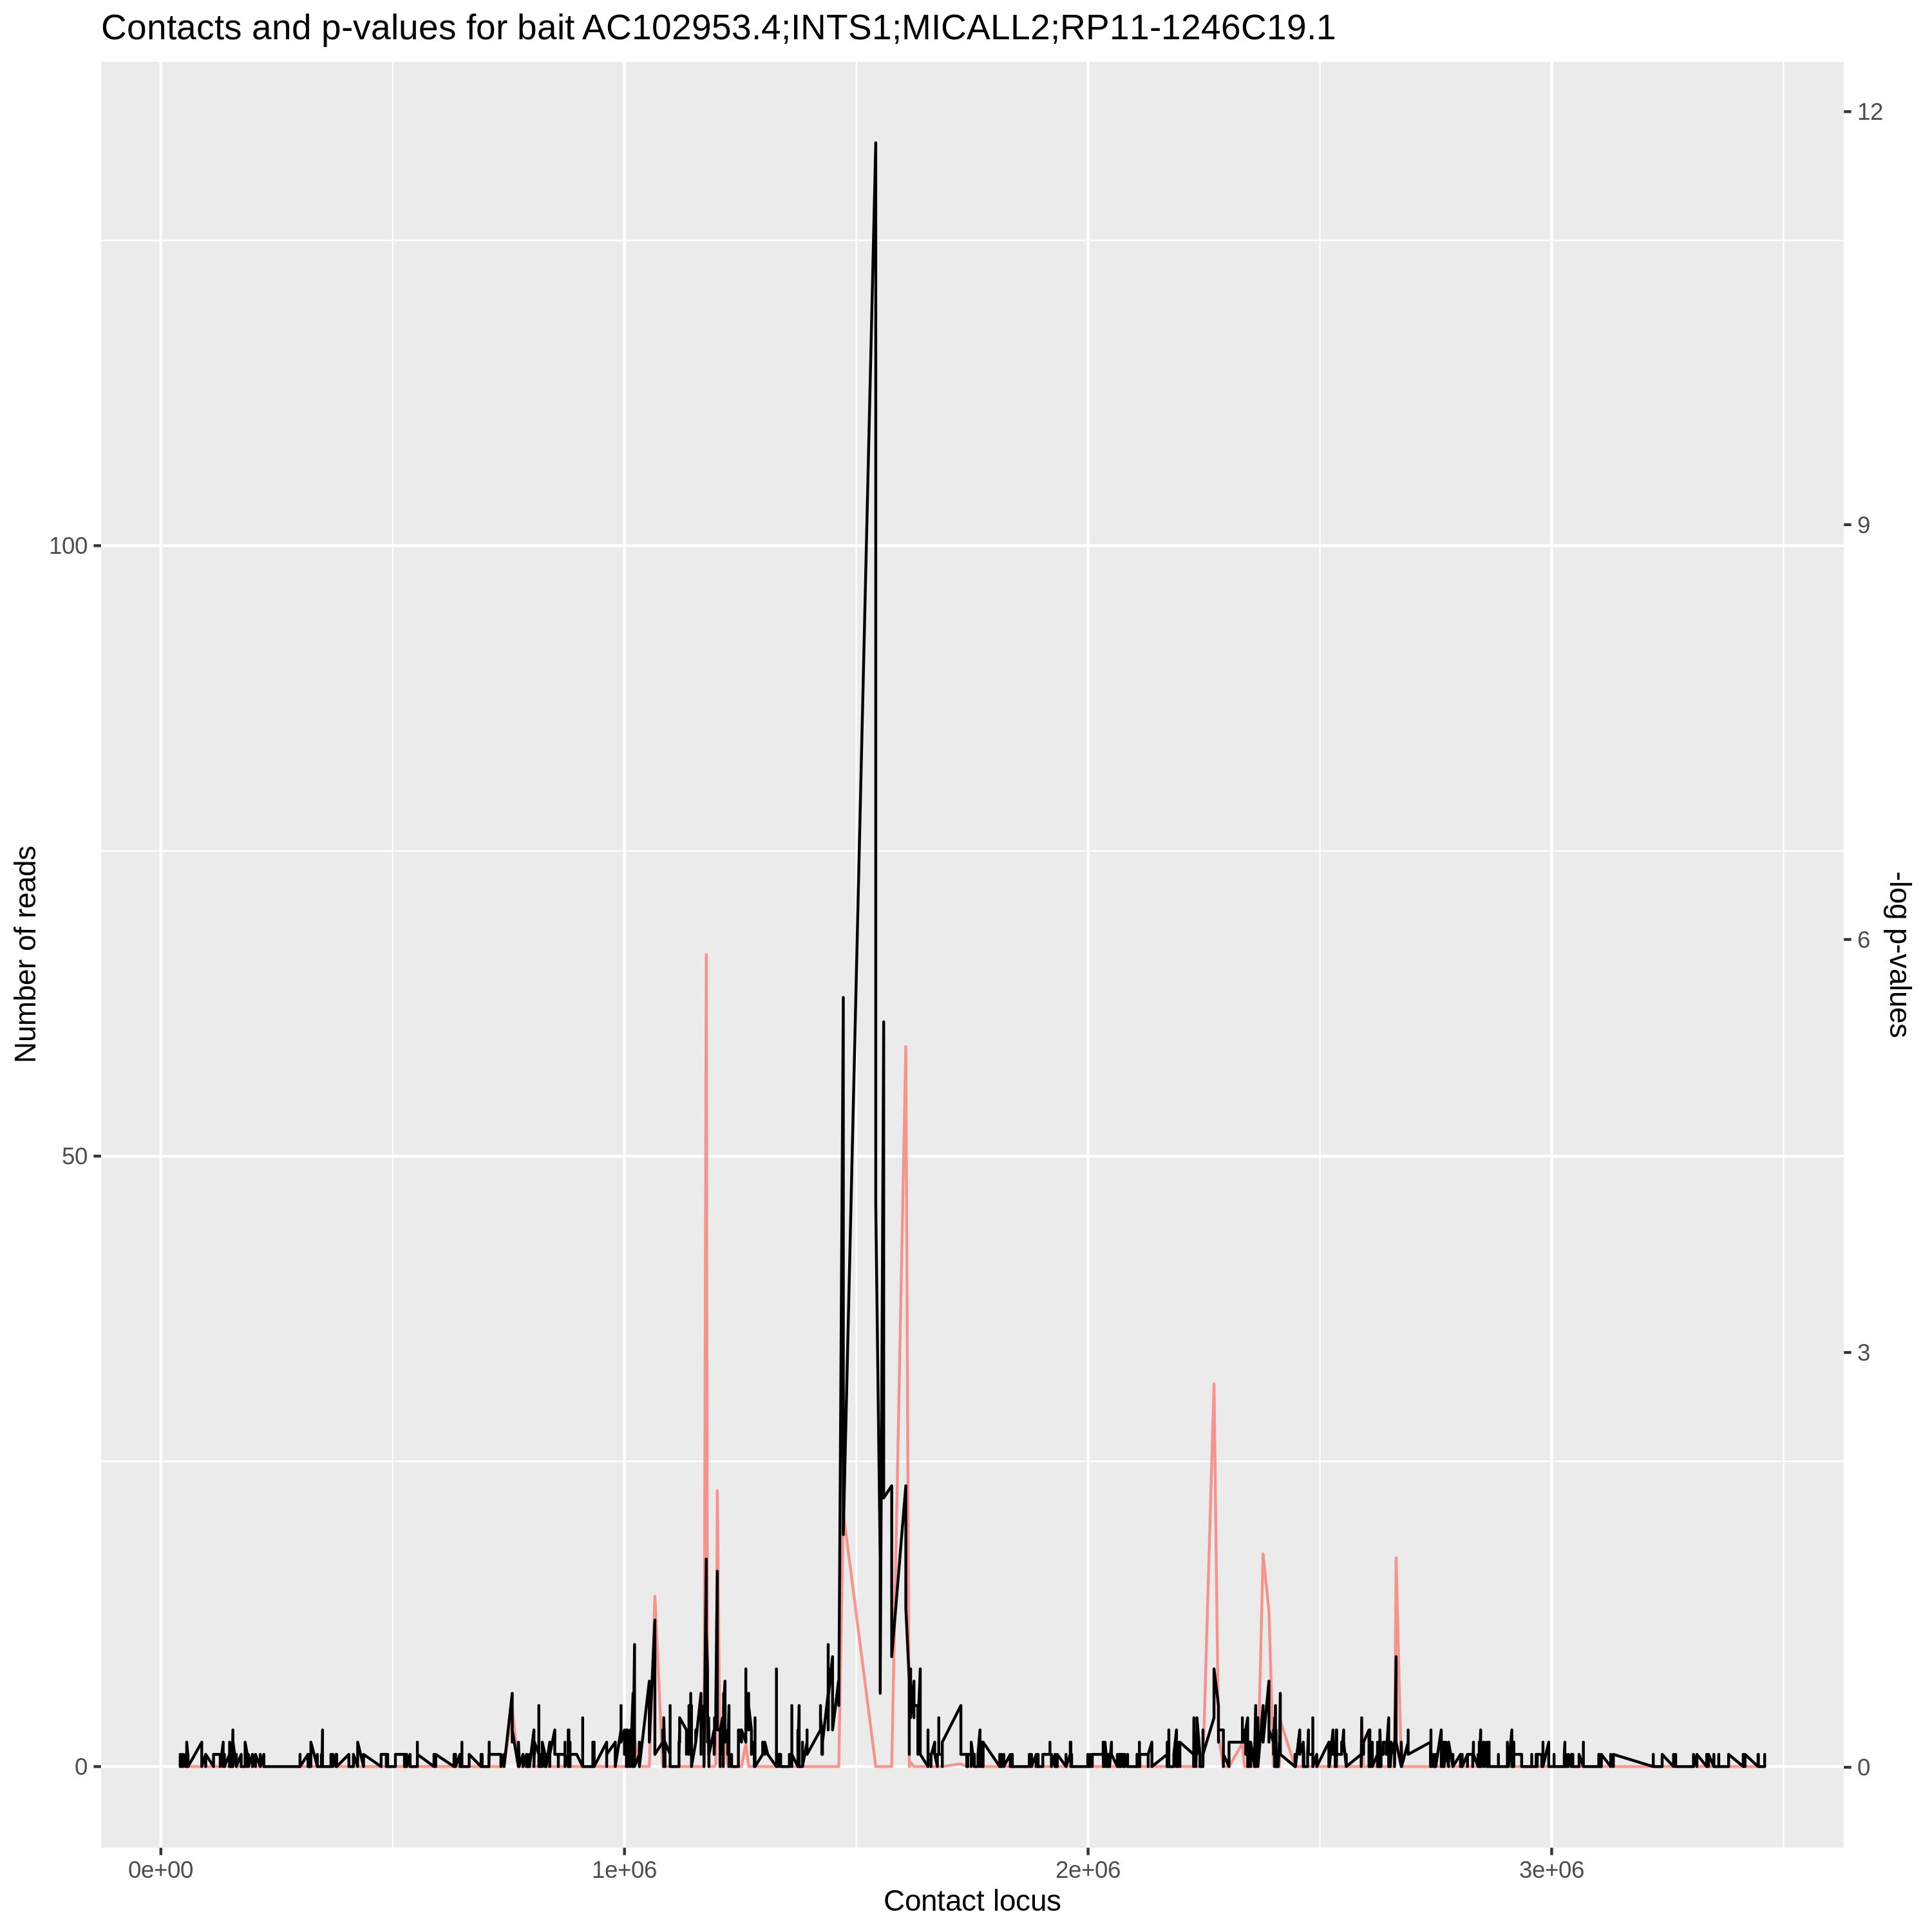 Contacts and p-values for bait AC102953.4;INTS1;MICALL2;RP11-1246C19.1
12
9
6
3
0
-log p-values
100
50
0
Number of reads
0e+00
1e+06
2e+06
3e+06
Contact locus